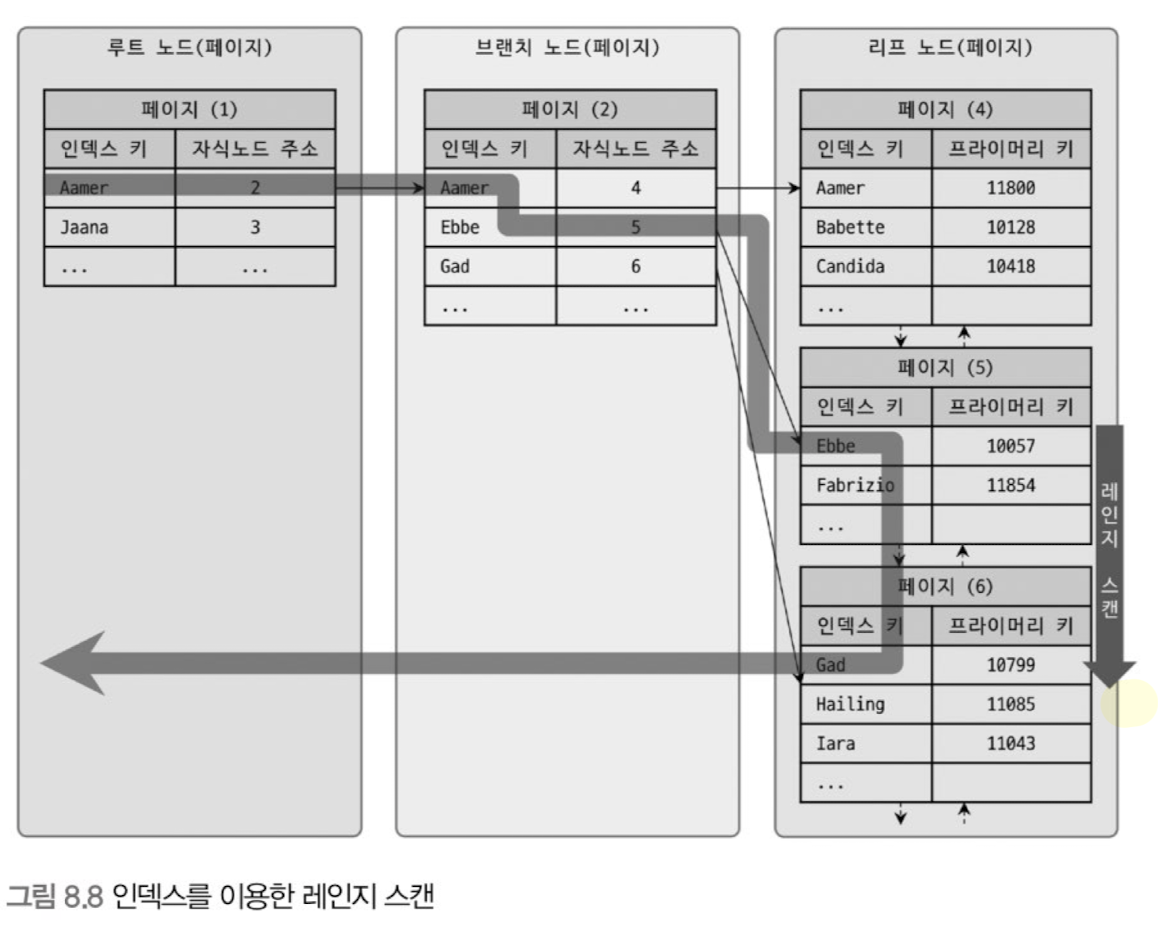 루트 노드(페이지)
페이지 (1)
인덱스 키 자식노드 주소
Aamer 2
Jaana 3
... ...
브랜치 노드(페이지)
페이지 (2)
인덱스 키 자식노드 주소
Aamer 4
Ebbe 5
Gad 6
... ...
리프 노드(페이지)
페이지 (4)
인덱스 키 프라이머리 키
Aamer 11800
Babette 10128
Candida 10418
...
페이지 (5)
인덱스 키 프라이머리 키
Ebbe 10057
Fabrizio 11854
...
페이지 (6)
인덱스 키 프라이머리 키
Gad 10799
Hailing 11085
Iara 11043
...
레인지 스캔
그림 8.8 인덱스를 이용한 레인지 스캔